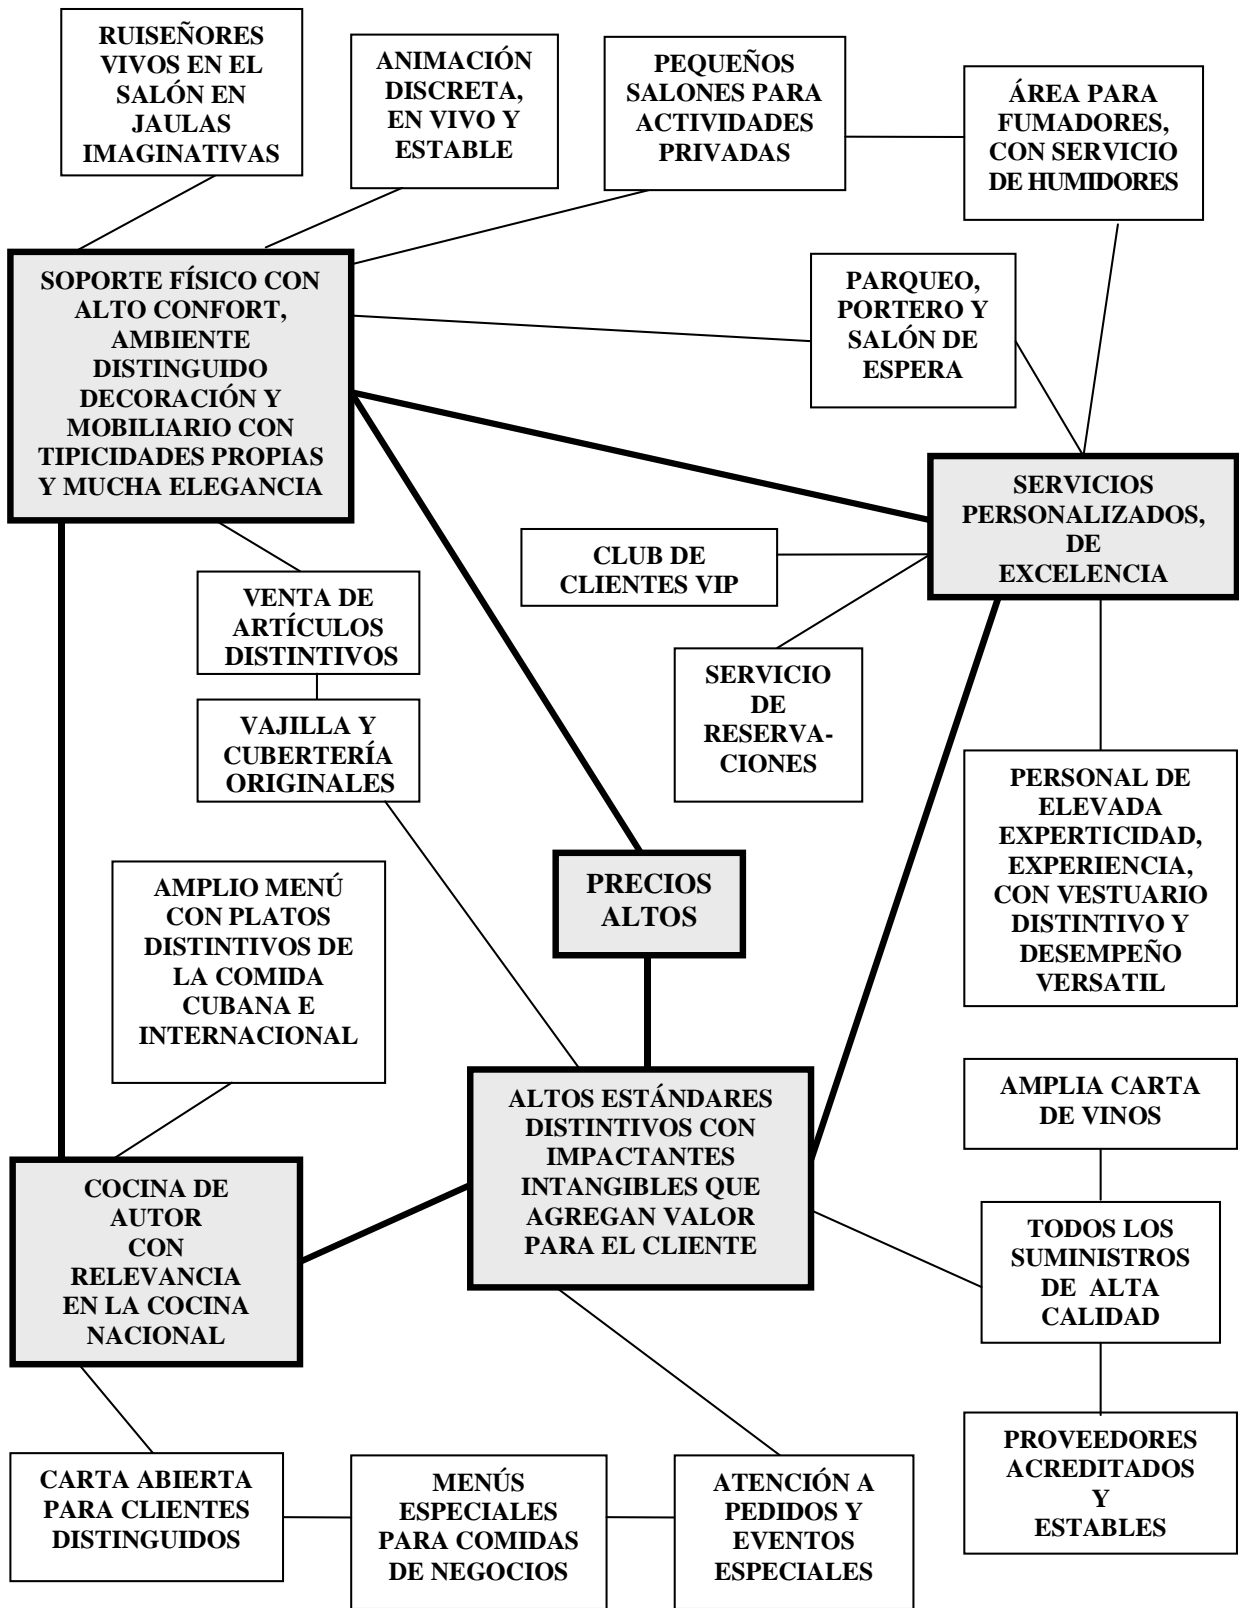 RUISEÑORES
VIVOS EN EL
SALÓN EN
JAULAS
IMAGINATIVAS
ANIMACIÓN
DISCRETA,
EN VIVO Y
ESTABLE
PEQUEÑOS
SALONES PARA
ACTIVIDADES
PRIVADAS
ÁREA PARA
FUMADORES,
CON SERVICIO
DE HUMIDORES
SOPORTE FÍSICO CON
ALTO CONFORT,
AMBIENTE
DISTINGUIDO
DECORACIÓN Y
MOBILIARIO CON
TIPICIDADES PROPIAS
Y MUCHA ELEGANCIA
PARQUEO,
PORTERO Y
SALÓN DE
ESPERA
SERVICIOS
PERSONALIZADOS,
DE
EXCELENCIA
CLUB DE
CLIENTES VIP
VENTA DE
ARTÍCULOS
DISTINTIVOS
SERVICIO
DE
RESERVA-
CIONES
VAJILLA Y
CUBERTERÍA
ORIGINALES
PERSONAL DE
ELEVADA
EXPERTICIDAD,
EXPERIENCIA,
CON VESTUARIO
DISTINTIVO Y
DESEMPEÑO
VERSATIL
PRECIOS
ALTOS
AMPLIO MENÚ
CON PLATOS
DISTINTIVOS DE
LA COMIDA
CUBANA E
INTERNACIONAL
ALTOS ESTÁNDARES
DISTINTIVOS CON
IMPACTANTES
INTANGIBLES QUE
AGREGAN VALOR
PARA EL CLIENTE
AMPLIA CARTA
DE VINOS
COCINA DE
AUTOR
CON
RELEVANCIA
EN LA COCINA
NACIONAL
TODOS LOS
SUMINISTROS
DE ALTA
CALIDAD
CARTA ABIERTA
PARA CLIENTES
DISTINGUIDOS
MENÚS
ESPECIALES
PARA COMIDAS
DE NEGOCIOS
ATENCIÓN A
PEDIDOS Y
EVENTOS
ESPECIALES
PROVEEDORES
ACREDITADOS
Y
ESTABLES